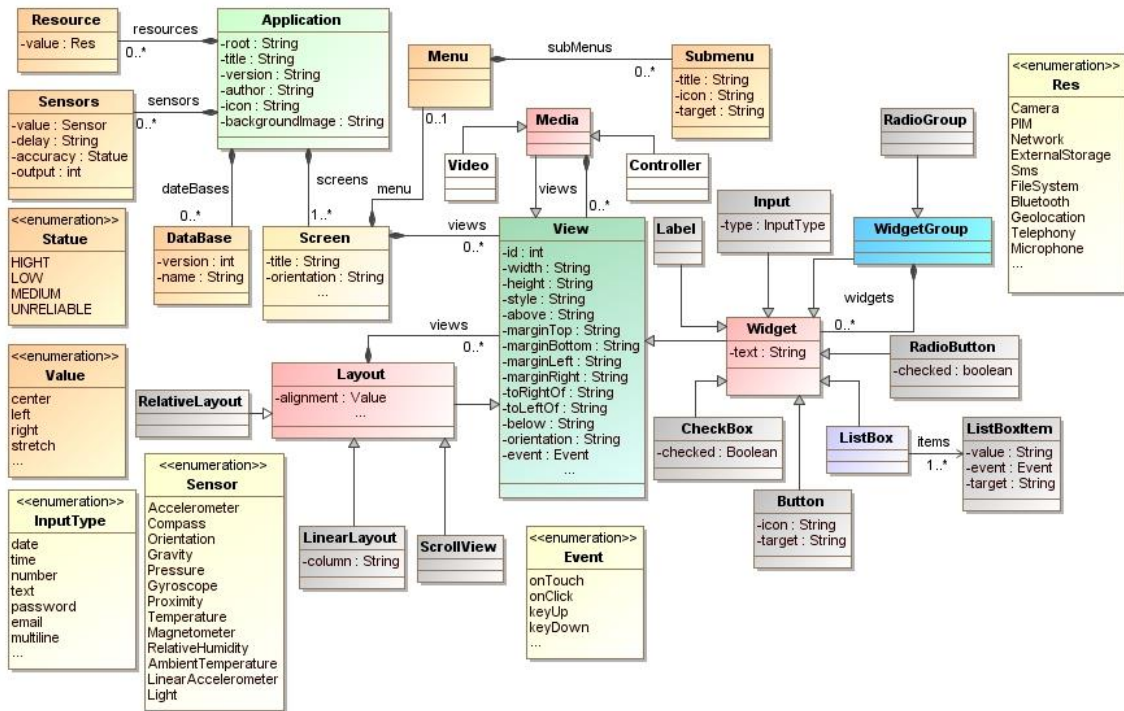 Resource
-value : Res
resources
0..*
Application
-root : String
-title : String
-version : String
-author : String
-icon : String
-backgroundImage : String
Menu
subMenus
0..*
Submenu
-title : String
-icon : String
-target : String
<<enumeration>>
Res
Camera
PIM
Network
ExternalStorage
Sms
FileSystem
Bluetooth
Geolocation
Telephony
Microphone
...
Sensors
-value : Sensor
-delay : String
-accuracy : Statue
-output : int
sensors
0..*
0..1
Media
Video
Controller
views
0..*
RadioGroup
dateBases
0..*
screens
1..*
menu
<<enumeration>>
Statue
HIGHT
LOW
MEDIUM
UNRELIABLE
DataBase
-version : int
-name : String
Screen
-title : String
-orientation : String
...
views
0..*
View
-id : int
-width : String
-height : String
-style : String
-above : String
-marginTop : String
-marginBottom : String
-marginLeft : String
-marginRight : String
-toRightOf : String
-toLeftOf : String
-below : String
-orientation : String
-event : Event
...
Label
Input
-type : InputType
WidgetGroup
widgets
0..*
Widget
-text : String
RadioButton
-checked : boolean
<<enumeration>>
Value
center
left
right
stretch
...
RelativeLayout
views
0..*
Layout
-alignment : Value
...
CheckBox
-checked : Boolean
ListBox
items
1..*
ListBoxItem
-value : String
-event : Event
-target : String
Button
-icon : String
-target : String
<<enumeration>>
InputType
date
time
number
text
password
email
multiline
...
<<enumeration>>
Sensor
Accelerometer
Compass
Orientation
Gravity
Pressure
Gyroscope
Proximity
Temperature
Magnetometer
RelativeHumidity
AmbientTemperature
LinearAccelerometer
Light
LinearLayout
-column : String
ScrollView
<<enumeration>>
Event
onTouch
onClick
keyUp
keyDown
...